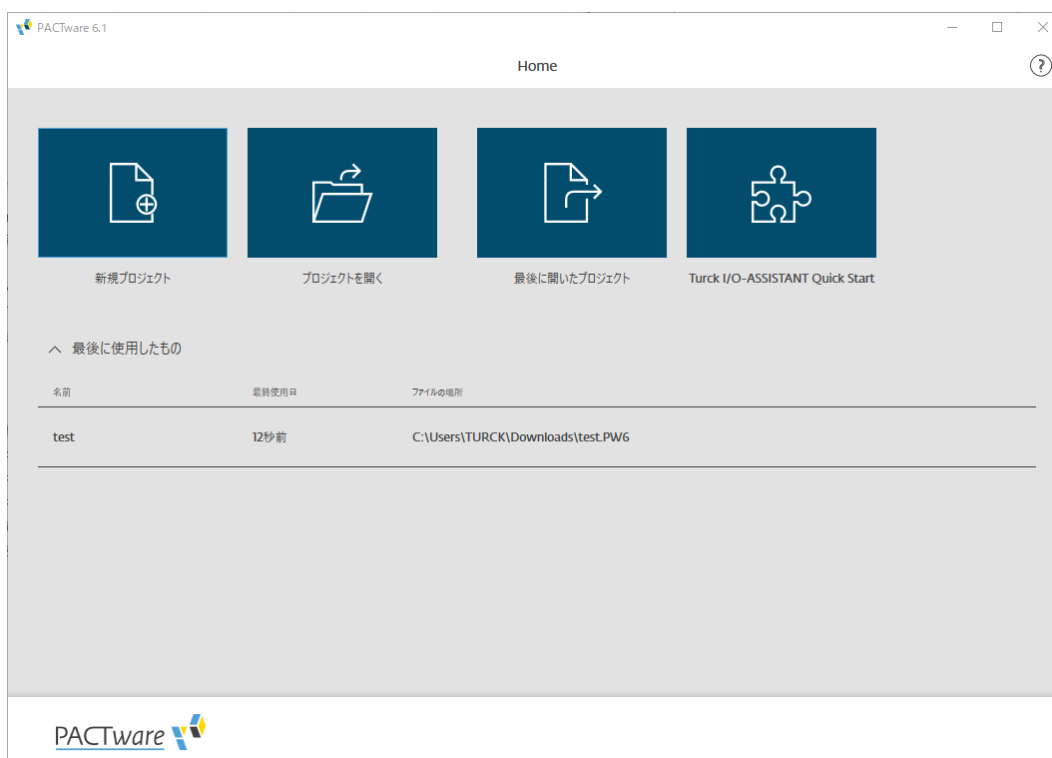 PACTware 6.1
Home
?
新規プロジェクト
プロジェクトを開く
最後に開いたプロジェクト
Turck I/O-ASSISTANT Quick Start
最後に使用したもの
名前 最終使用日 ファイルの場所
test 12秒前 C:\Users\TURCK\Downloads\test.PW6
PACTware